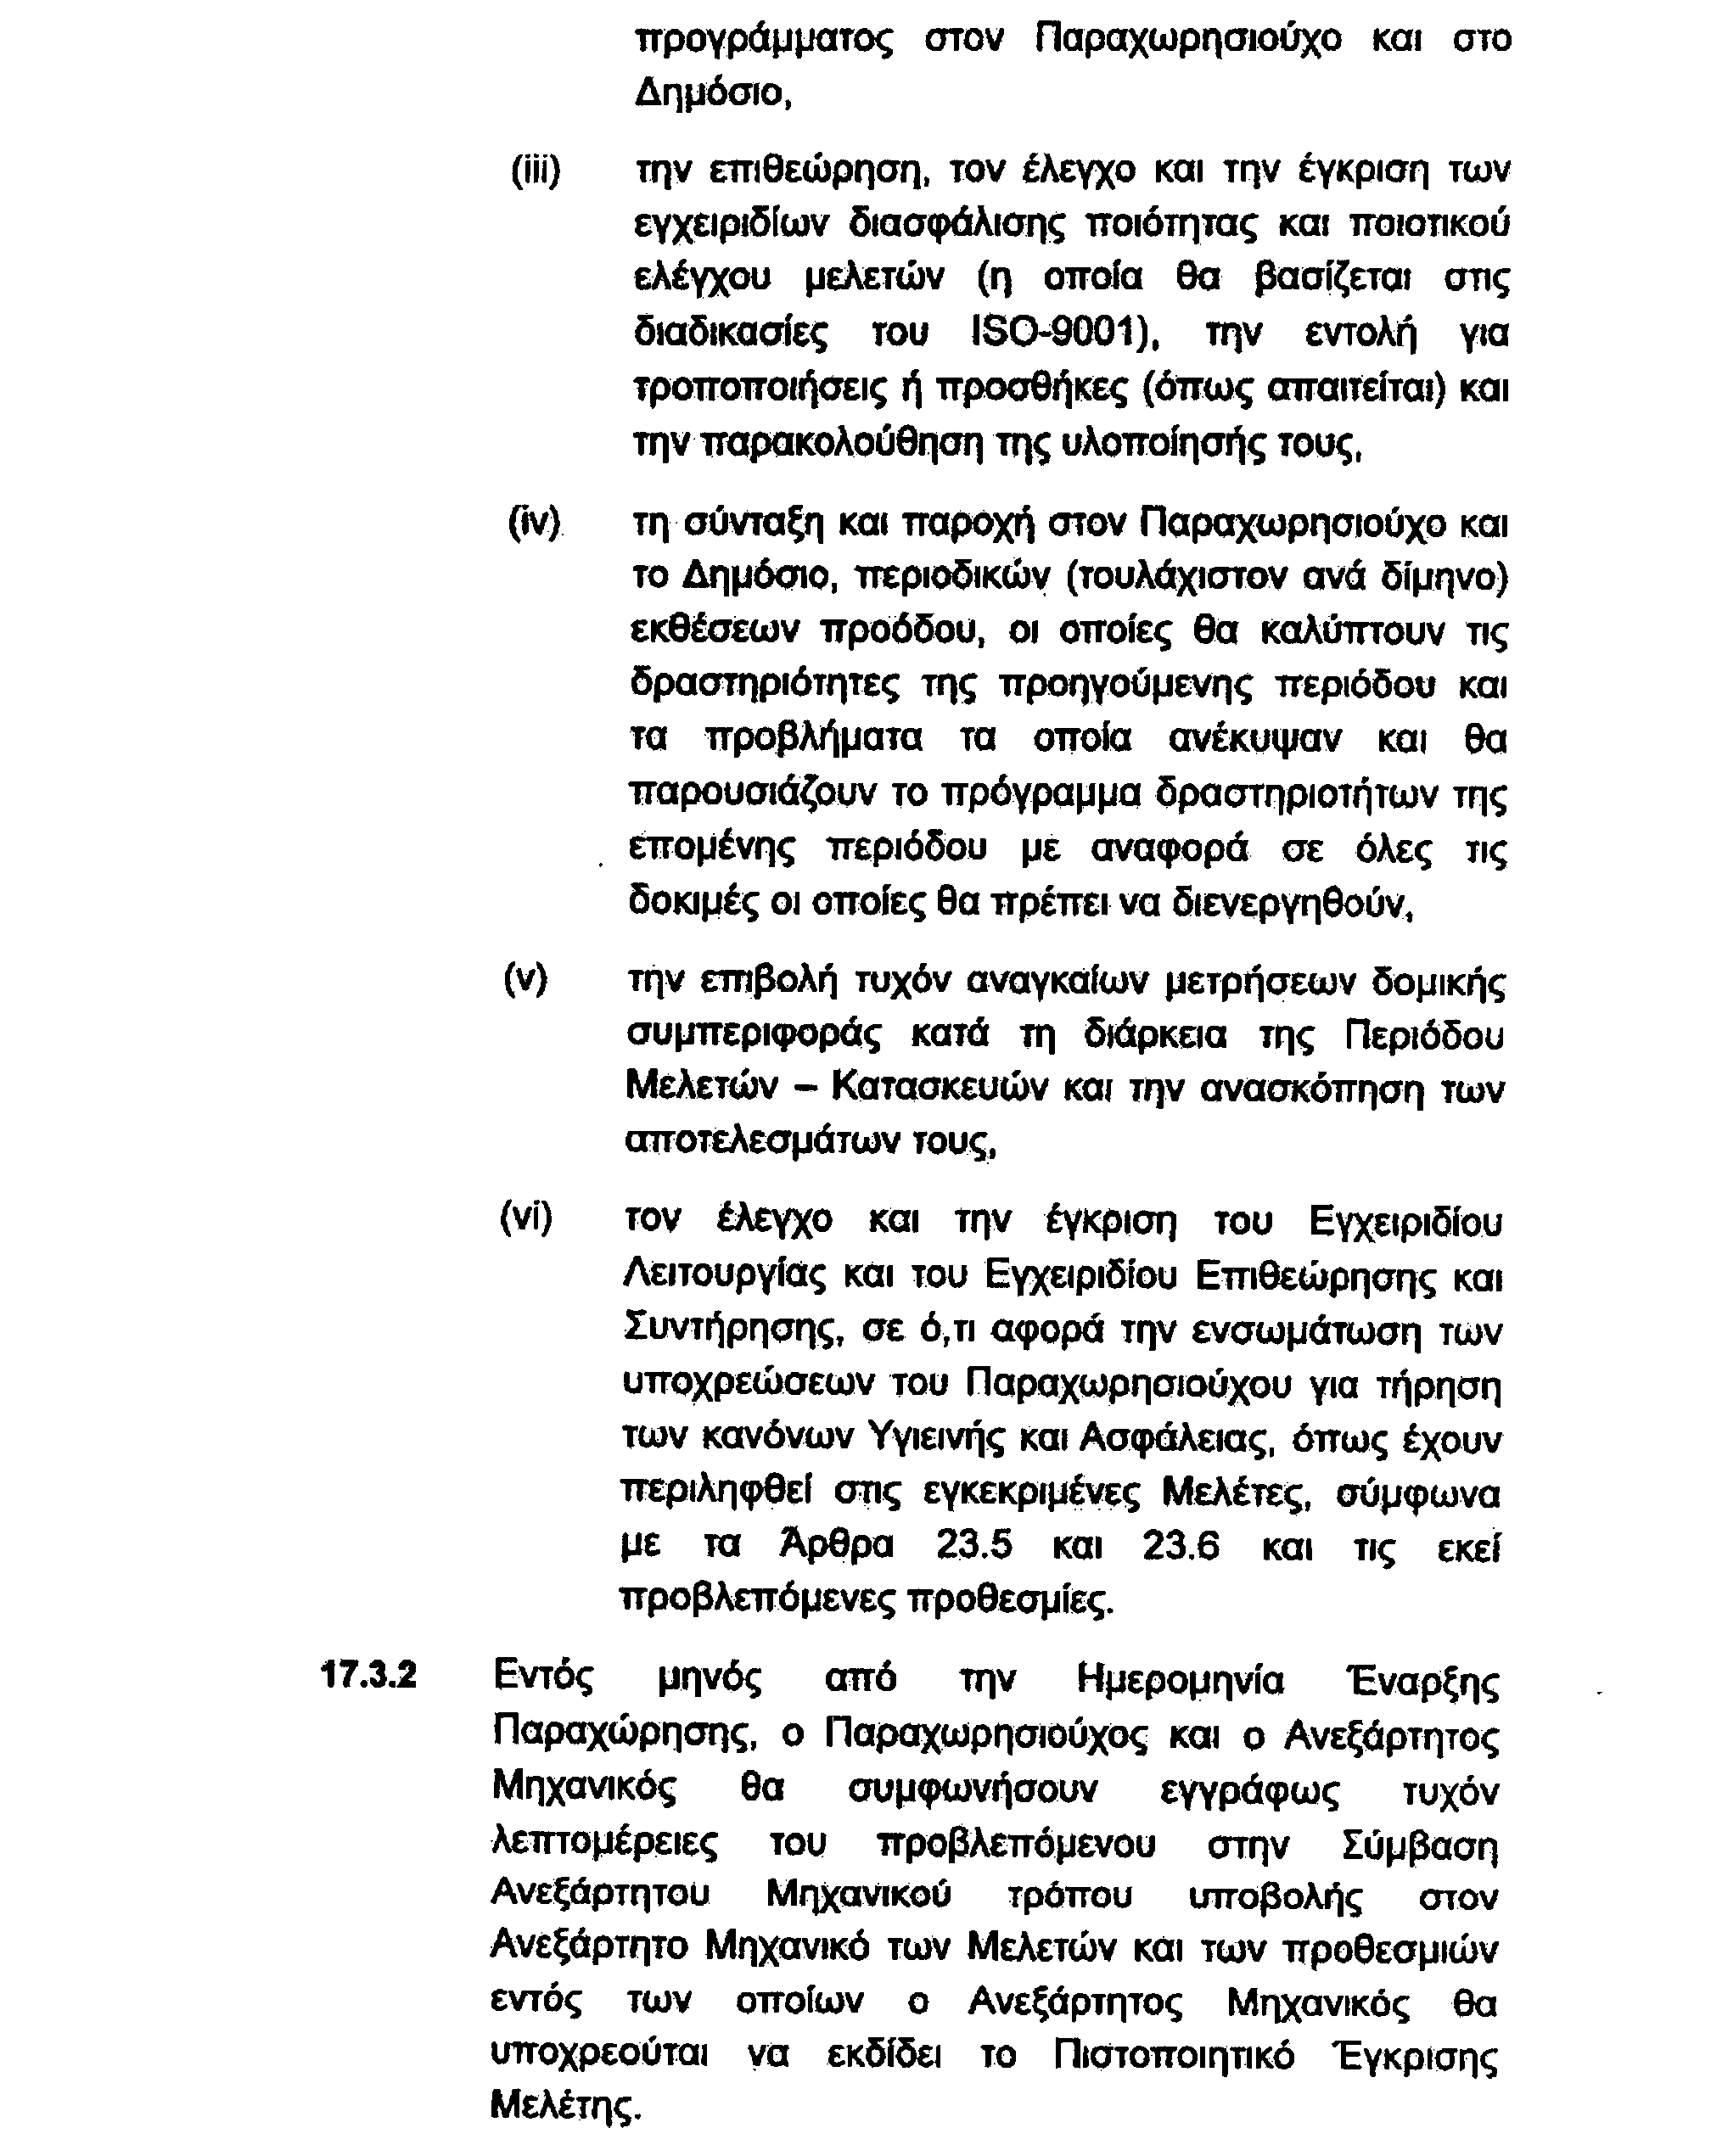 προγράμματος στον Παραχωρησιούχο και στο
Δημόσιο,
(iii) την επιθεώρηση, τον έλεγχο και την έγκριση των
εγχειριδίων διασφάλισης ποιότητας και ποιοτικού
ελέγχου μελετών (η οποία θα βασίζεται στις
διαδικασίες του ISO-9001), την εντολή για
τροποποιήσεις ή προσθήκες (όπως απαιτείται) και
την παρακολούθηση της υλοποίησής τους,
(iv) τη σύνταξη και παροχή στον Παραχωρησιούχο και
το Δημόσιο, περιοδικών (τουλάχιστον ανά δίμηνο)
εκθέσεων προόδου, οι οποίες θα καλύπτουν τις
δραστηριότητες της προηγούμενης περιόδου και
τα προβλήματα τα οποία ανέκυψαν και θα
παρουσιάζουν το πρόγραμμα δραστηριοτήτων της
επομένης περιόδου με αναφορά σε όλες τις
δοκιμές οι οποίες θα πρέπει να διενεργηθούν,
(v) την επιβολή τυχόν αναγκαίων μετρήσεων δομικής
συμπεριφοράς κατά τη διάρκεια της Περιόδου
Μελετών – Κατασκευών και την ανασκόπηση των
αποτελεσμάτων τους,
(vi) τον έλεγχο και την έγκριση του Εγχειριδίου
Λειτουργίας και του Εγχειριδίου Επιθεώρησης και
Συντήρησης, σε ό,τι αφορά την ενσωμάτωση των
υποχρεώσεων του Παραχωρησιούχου για τήρηση
των κανόνων Υγιεινής και Ασφάλειας, όπως έχουν
περιληφθεί στις εγκεκριμένες Μελέτες, σύμφωνα
με τα Άρθρα 23.5 και 23.6 και τις εκεί
προβλεπόμενες προθεσμίες.
17.3.2 Εντός μηνός από την Ημερομηνία Έναρξης
Παραχώρησης, ο Παραχωρησιούχος και ο Ανεξάρτητος
Μηχανικός θα συμφωνήσουν εγγράφως τυχόν
λεπτομέρειες του προβλεπόμενου στην Σύμβαση
Ανεξάρτητου Μηχανικού τρόπου υποβολής στον
Ανεξάρτητο Μηχανικό των Μελετών και των προθεσμιών
εντός των οποίων ο Ανεξάρτητος Μηχανικός θα
υποχρεούται να εκδίδει το Πιστοποιητικό Έγκρισης
Μελέτης.